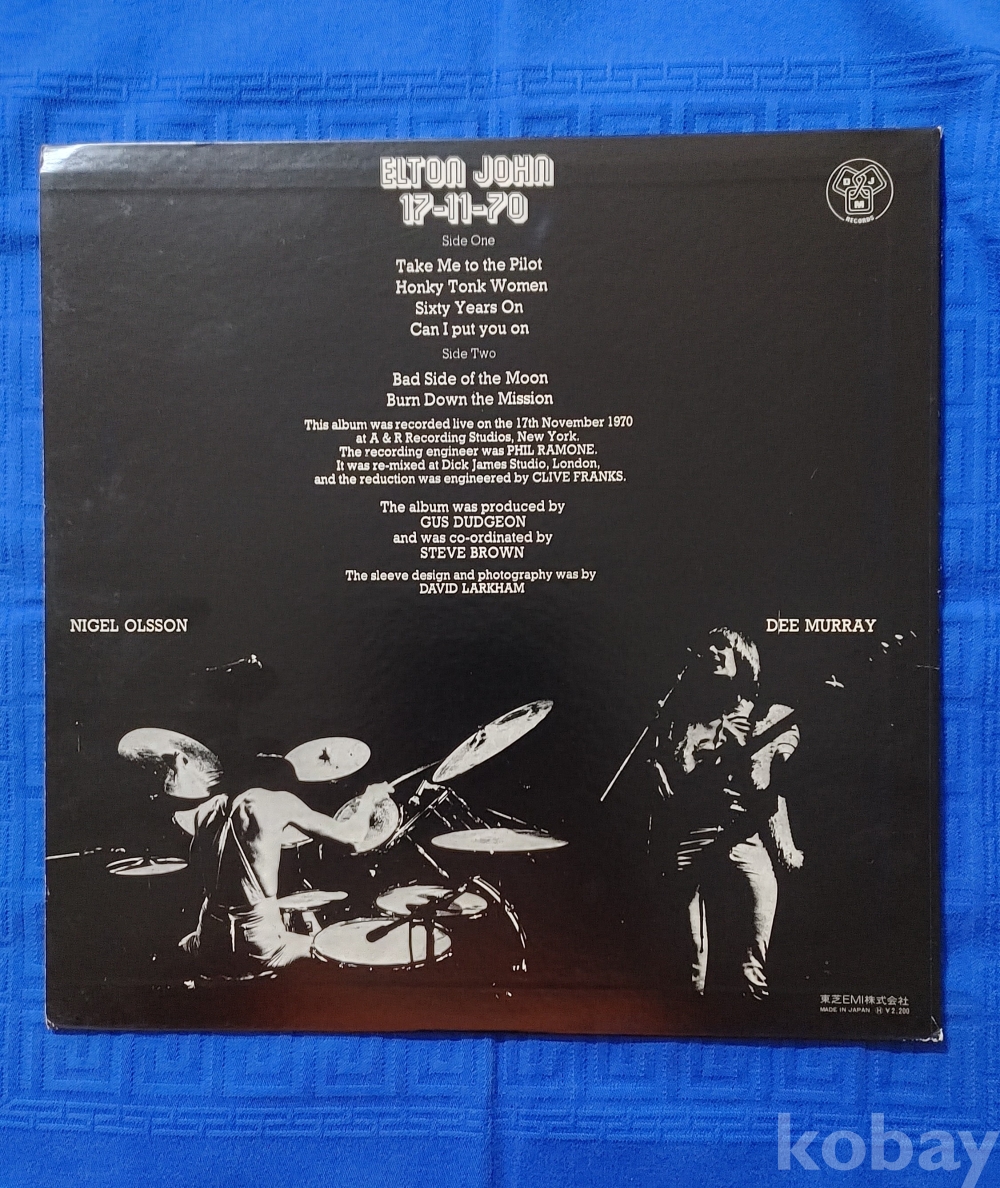 ELTON JOHN
17-11-70
DJM
RECORDS
Side One
Take Me to the Pilot
Honky Tonk Women
Sixty Years On
Can I put you on
Side Two
Bad Side of the Moon
Burn Down the Mission
This album was recorded live on the 17th November 1970
at A & R Recording Studios, New York.
The recording engineer was PHIL RAMONE.
It was re-mixed at Dick James Studio, London,
and the reduction was engineered by CLIVE FRANKS.
The album was produced by
GUS DUDGEON
and was co-ordinated by
STEVE BROWN
The sleeve design and photography was by
DAVID LARKHAM
NIGEL OLSSON
DEE MURRAY
東芝EMI株式会社
MADE IN JAPAN Ⓗ ¥2,200
kobay